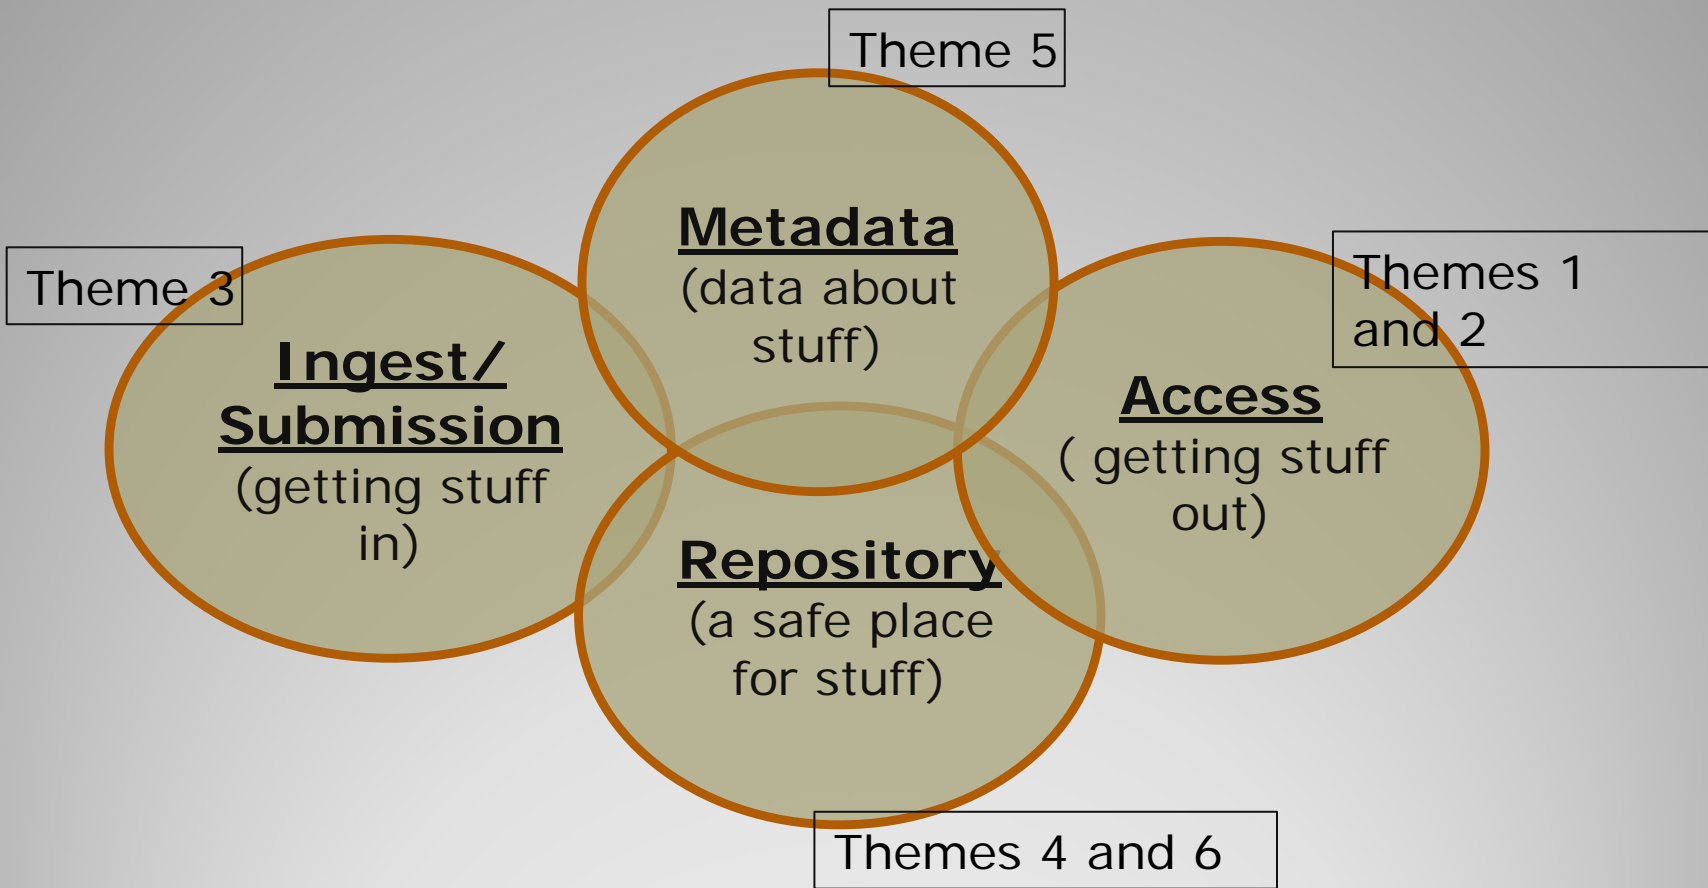 Theme 5
Metadata
(data about
stuff)
Theme 3
Ingest/
Submission
(getting stuff
in)
Themes 1
and 2
Access
( getting stuff
out)
Repository
(a safe place
for stuff)
Themes 4 and 6